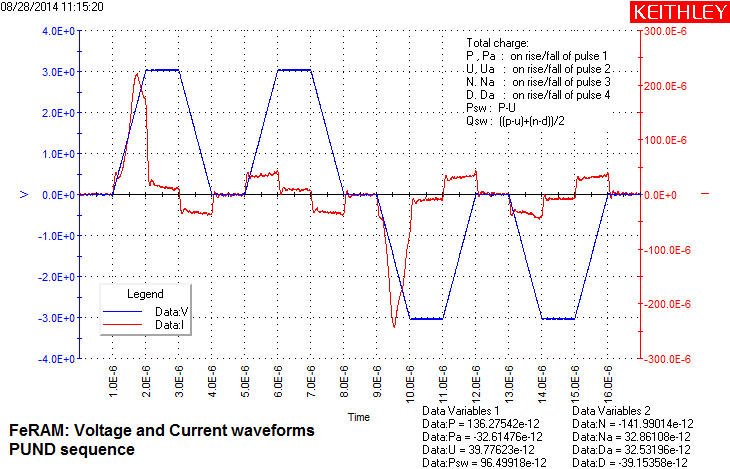 08/28/2014 11:15:20
KEITHLEY
4.0E+0
3.0E+0
2.0E+0
1.0E+0
0.0E+0
-1.0E+0
-2.0E+0
-3.0E+0
-4.0E+0
V
300.0E-6
200.0E-6
100.0E-6
0.0E+0
-100.0E-6
-200.0E-6
-300.0E-6
I
Total charge:
P , Pa : on rise/fall of pulse 1
U, Ua : on rise/fall of pulse 2
N. Na : on rise/fall of pulse 3
D. Da : on rise/fall of pulse 4
Psw : P-U
Qsw : ((p-u)+(n-d))/2
Legend
Data:V
Data:I
1.0E-6
2.0E-6
3.0E-6
4.0E-6
5.0E-6
6.0E-6
7.0E-6
8.0E-6
9.0E-6
10.0E-6
11.0E-6
12.0E-6
13.0E-6
14.0E-6
15.0E-6
16.0E-6
Time
FeRAM: Voltage and Current waveforms
PUND sequence
Data Variables 1
Data:P = 136.27542e-12
Data:Pa = -32.61476e-12
Data:U = 39.77623e-12
Data:Psw = 96.49918e-12
Data Variables 2
Data:N = -141.99014e-12
Data:Na = 32.86108e-12
Data:Da = 32.53196e-12
Data:D = -39.15358e-12